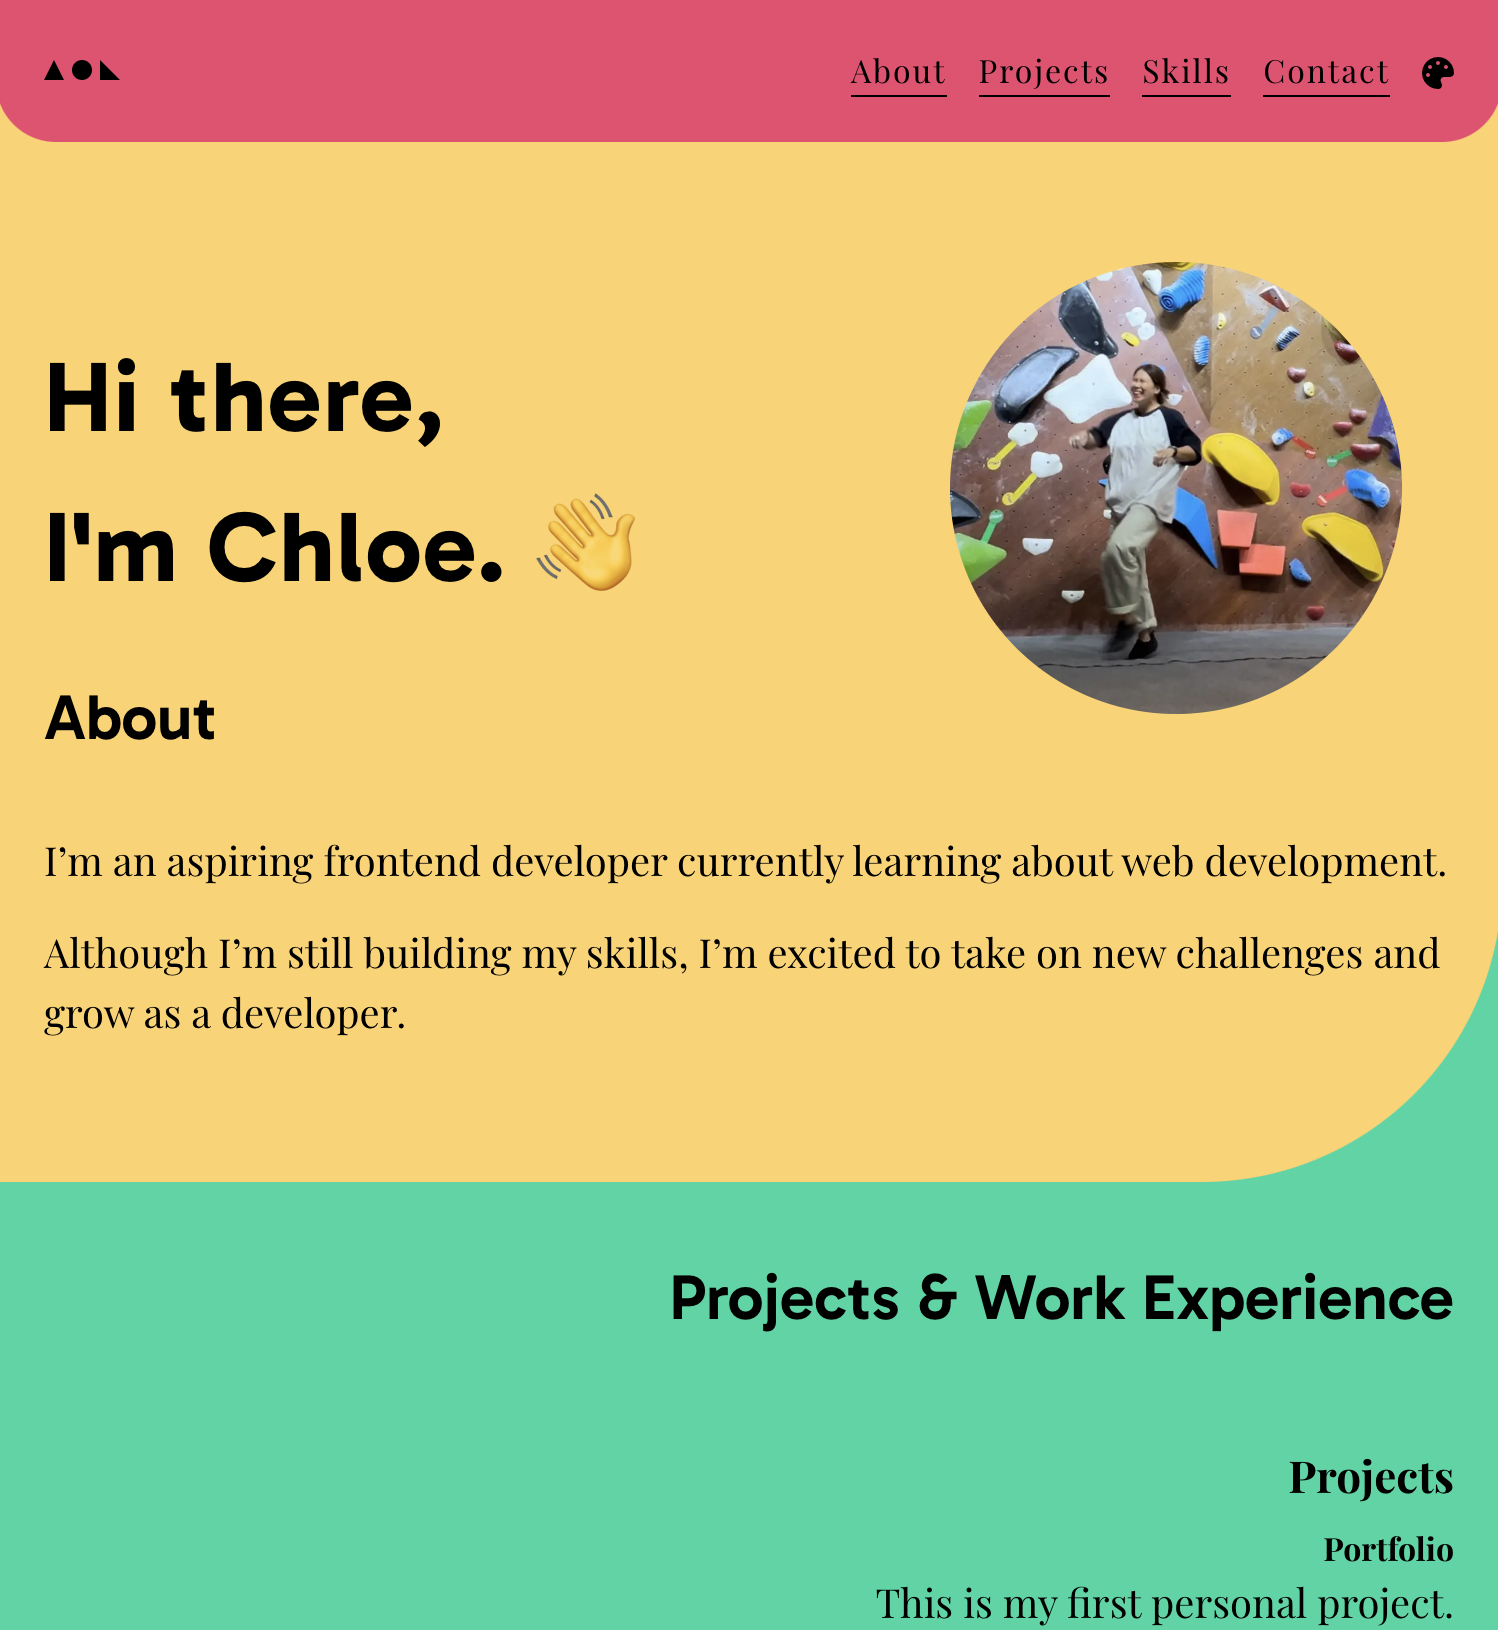 About Projects Skills Contact
Hi there,
I'm Chloe. 👋
About
I’m an aspiring frontend developer currently learning about web development.
Although I’m still building my skills, I’m excited to take on new challenges and
grow as a developer.
Projects & Work Experience
Projects
Portfolio
This is my first personal project.